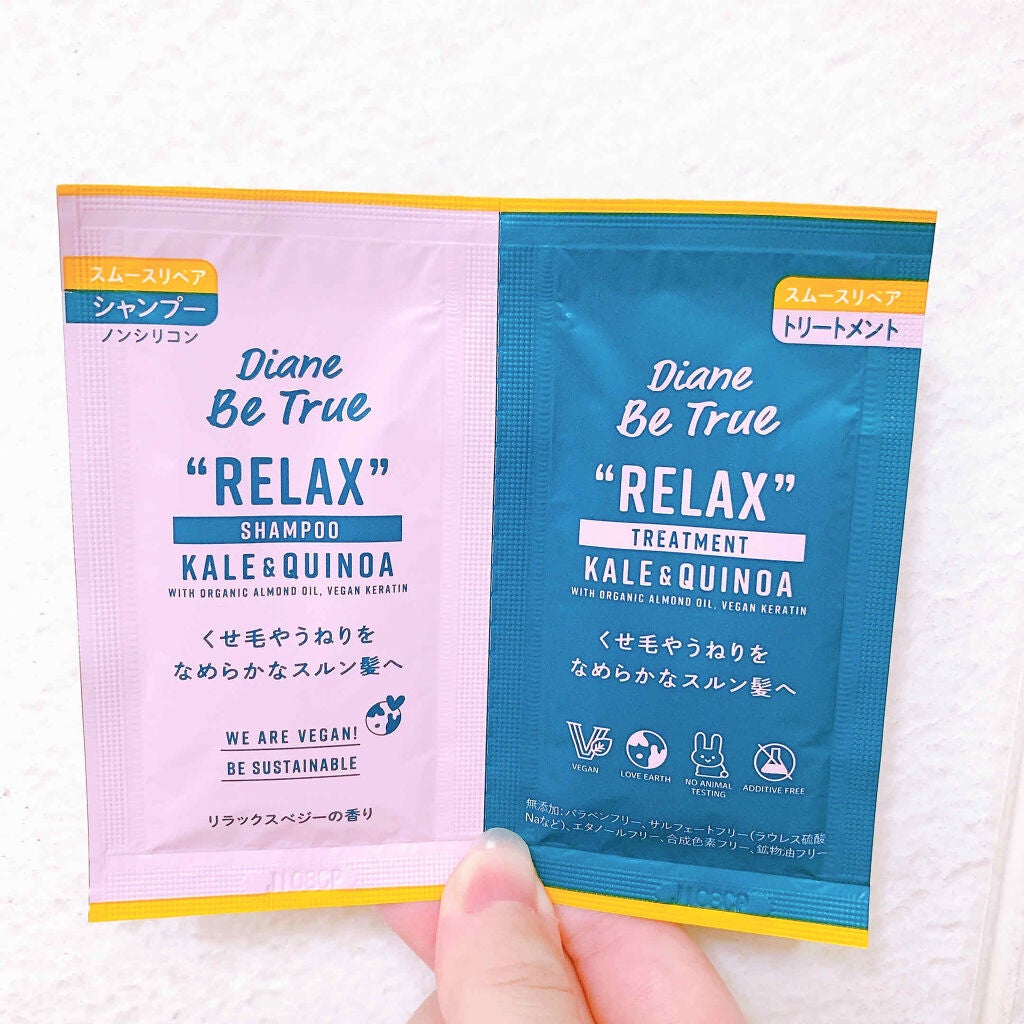 スムースリペア
シャンプー
ノンシリコン
Diane
Be True
“RELAX”
SHAMPOO
KALE & QUINOA
WITH ORGANIC ALMOND OIL, VEGAN KERATIN
くせ毛やうねりを
なめらかなスルン髪へ
WE ARE VEGAN!
BE SUSTAINABLE
リラックスベジーの香り
スムースリペア
トリートメント
Diane
Be True
“RELAX”
TREATMENT
KALE & QUINOA
WITH ORGANIC ALMOND OIL, VEGAN KERATIN
くせ毛やうねりを
なめらかなスルン髪へ
VEGAN
LOVE EARTH
NO ANIMAL
TESTING
ADDITIVE FREE
無添加:パラベンフリー、サルフェートフリー(ラウレス硫酸
Naなど)、エタノールフリー、合成色素フリー、鉱物油フリー